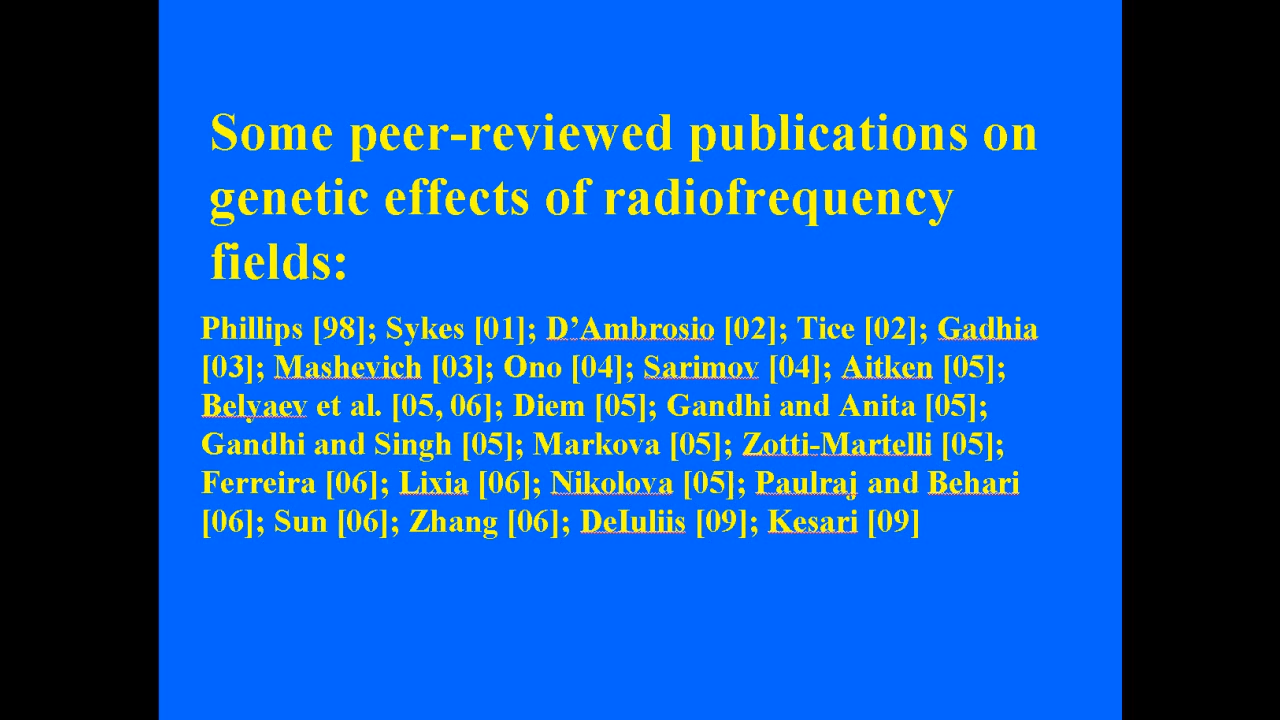 Some peer-reviewed publications on
genetic effects of radiofrequency
fields:
Phillips [98]; Sykes [01]; D’Ambrosio [02]; Tice [02]; Gadhia
[03]; Mashevich [03]; Ono [04]; Sarimov [04]; Aitken [05];
Belyaev et al. [05, 06]; Diem [05]; Gandhi and Anita [05];
Gandhi and Singh [05]; Markova [05]; Zotti-Martelli [05];
Ferreira [06]; Lixia [06]; Nikolova [05]; Paulraj and Behari
[06]; Sun [06]; Zhang [06]; DeIuliis [09]; Kesari [09]